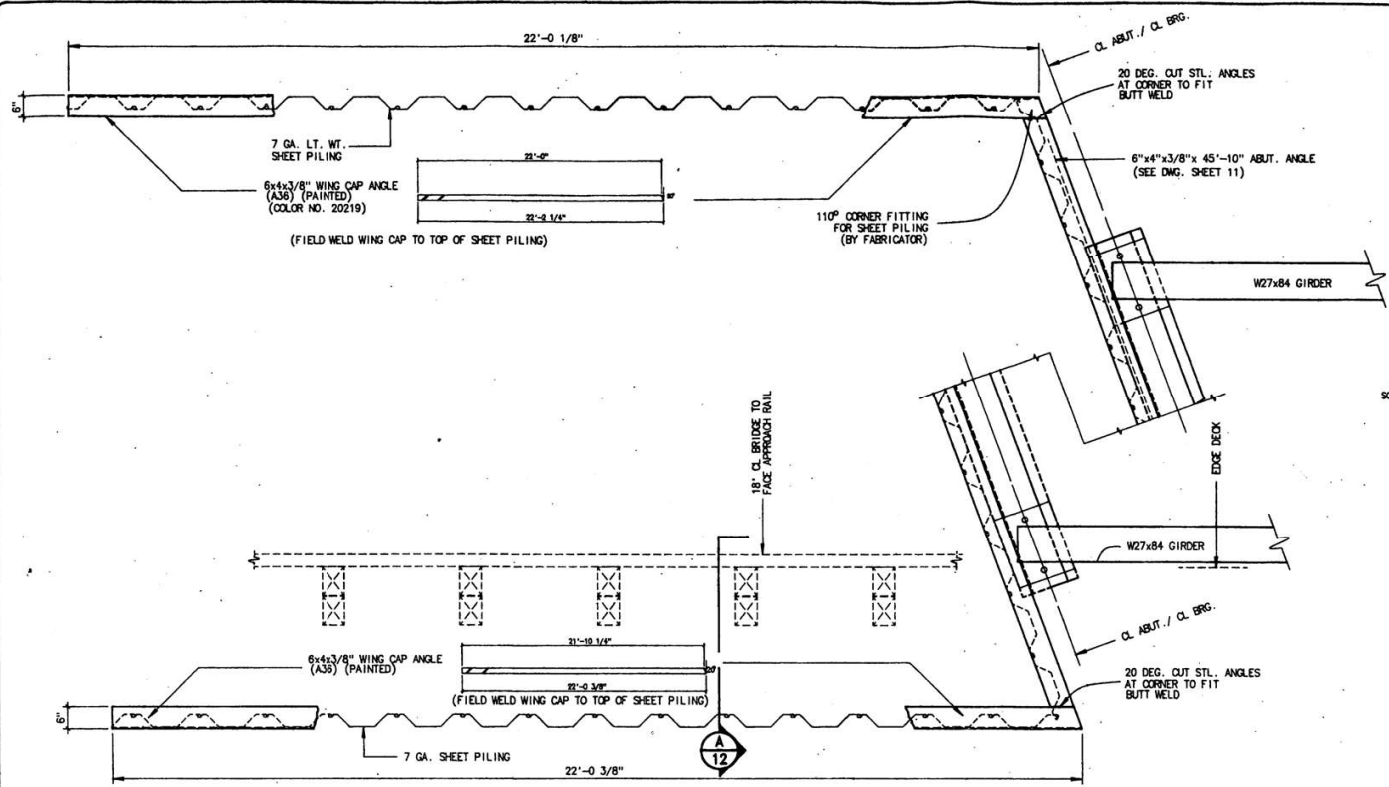 22'-0 1/8"
CL ABUT./ CL BRG.
20 DEG. CUT STL. ANGLES
AT CORNER TO FIT
BUTT WELD
6"
7 GA. LT. WT.
SHEET PILING
22'-0"
6"x4"x3/8"x 45'-10" ABUT. ANGLE
(SEE DWG. SHEET 11)
6x4x3/8" WING CAP ANGLE
(A36) (PAINTED)
(COLOR NO. 20219)
22'-2 1/4"
110° CORNER FITTING
FOR SHEET PILING
(BY FABRICATOR)
(FIELD WELD WING CAP TO TOP OF SHEET PILING)
W27x84 GIRDER
18' CL BRIDGE TO
FACE APPROACH RAIL
EDGE DECK
W27x84 GIRDER
CL ABUT./ CL BRG.
21'-10 1/4"
6x4x3/8" WING CAP ANGLE
(A36) (PAINTED)
22'-0 3/8"
(FIELD WELD WING CAP TO TOP OF SHEET PILING)
20 DEG. CUT STL. ANGLES
AT CORNER TO FIT
BUTT WELD
6"
7 GA. SHEET PILING
A
12
22'-0 3/8"